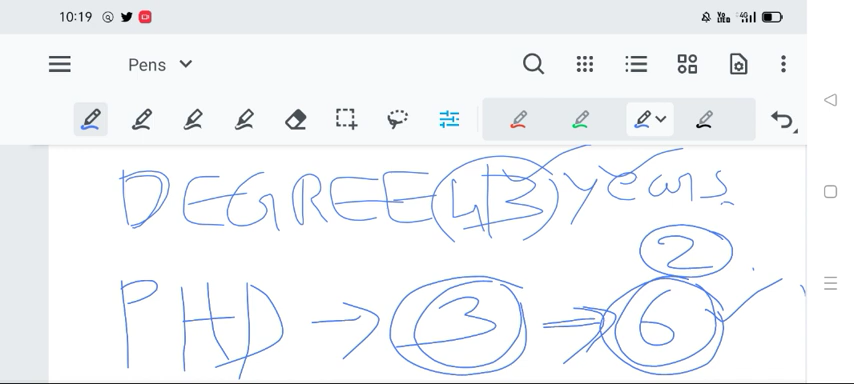 10:19
Pens
DEGREE 4/3 years
2
PHD → 3 ⇒ 6